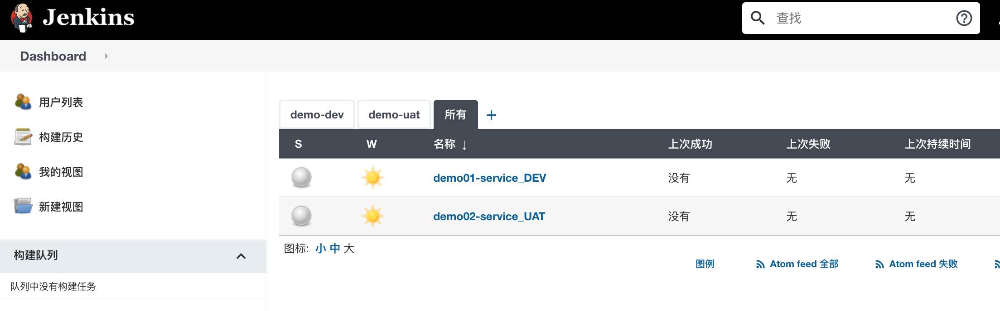 Jenkins
查找
Dashboard
用户列表
构建历史
我的视图
新建视图
构建队列
队列中没有构建任务
demo-dev demo-uat 所有 +
S W 名称 ↓ 上次成功 上次失败 上次持续时间
demo01-service_DEV 没有 无 无
demo02-service_UAT 没有 无 无
图标: 小 中 大
图例 Atom feed 全部 Atom feed 失败